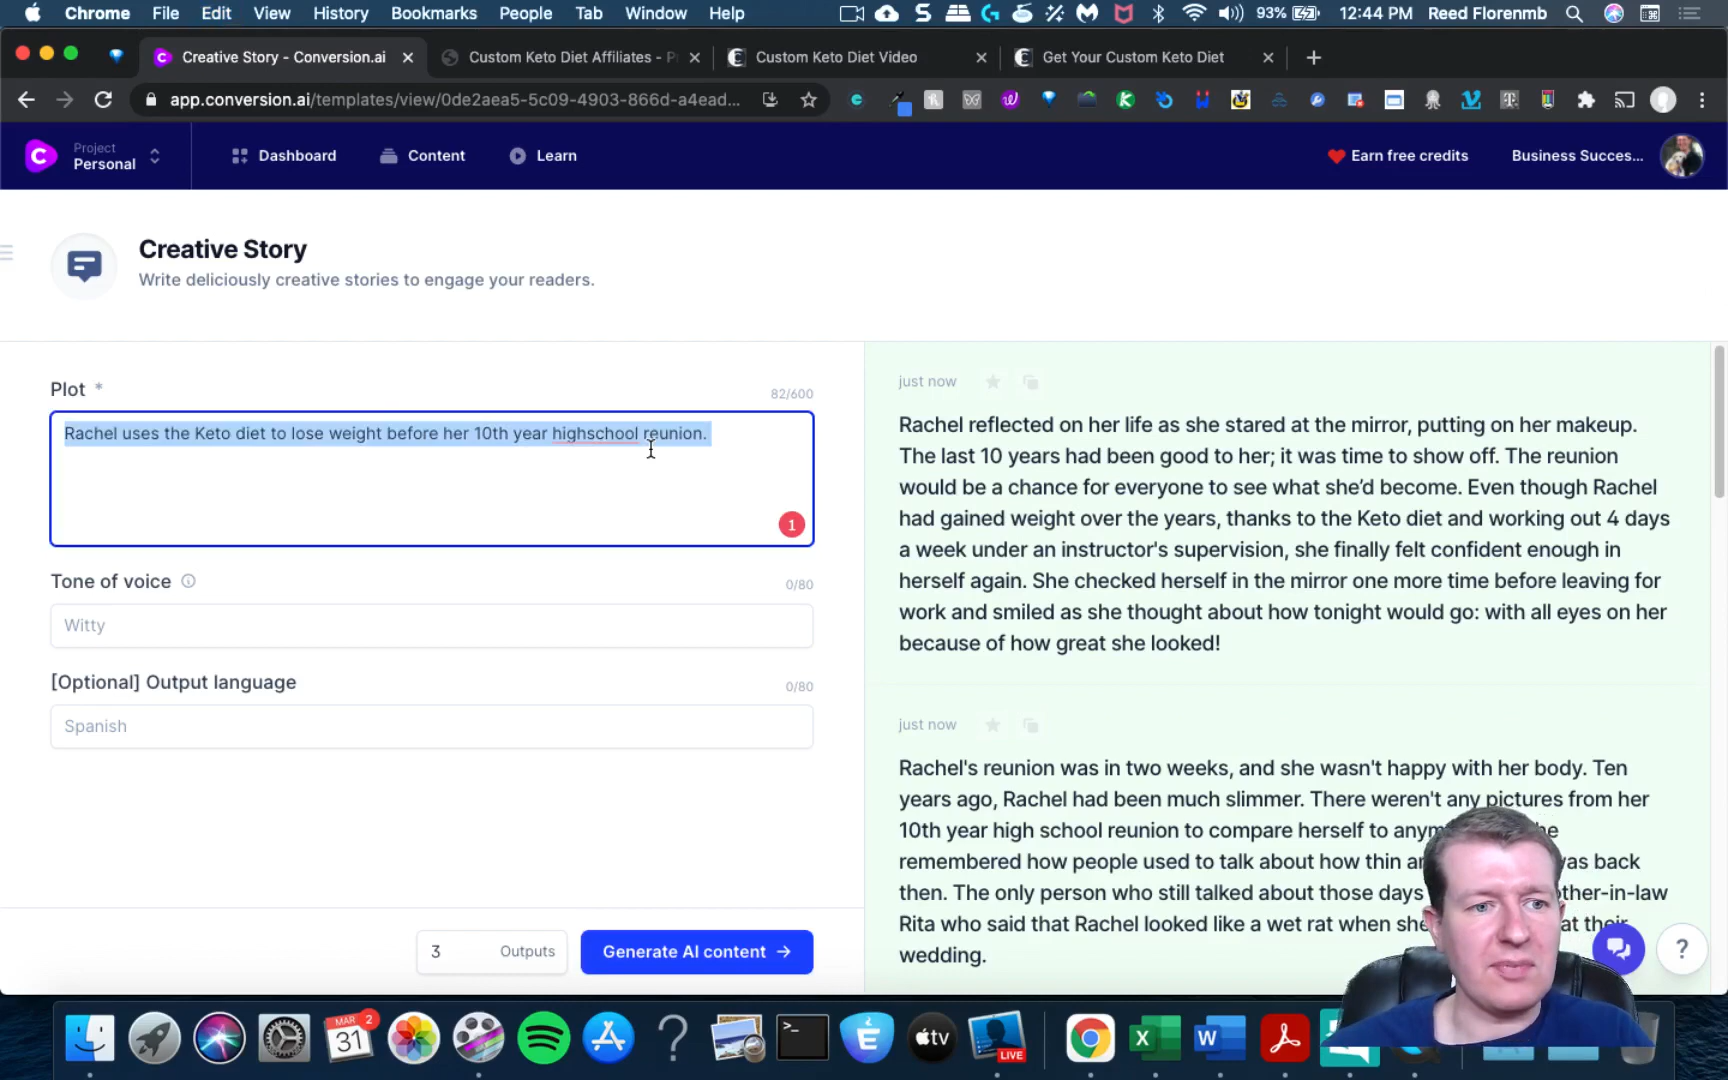 Chrome File Edit View History Bookmarks People Tab Window Help 93% 12:44 PM Reed Florenmb
Creative Story - Conversion.ai Custom Keto Diet Affiliates - Custom Keto Diet Video Get Your Custom Keto Diet
app.conversion.ai/templates/view/0de2aea5-5c09-4903-866d-a4ead...
Project
Personal
Dashboard Content Learn Earn free credits Business Succes...
Creative Story
Write deliciously creative stories to engage your readers.
Plot *
82/600
Rachel uses the Keto diet to lose weight before her 10th year highschool reunion.
1
Tone of voice
0/80
Witty
[Optional] Output language
0/80
Spanish
3 Outputs
Generate AI content →
just now
Rachel reflected on her life as she stared at the mirror, putting on her makeup.
The last 10 years had been good to her; it was time to show off. The reunion
would be a chance for everyone to see what she'd become. Even though Rachel
had gained weight over the years, thanks to the Keto diet and working out 4 days
a week under an instructor's supervision, she finally felt confident enough in
herself again. She checked herself in the mirror one more time before leaving for
work and smiled as she thought about how tonight would go: with all eyes on her
because of how great she looked!
just now
Rachel's reunion was in two weeks, and she wasn't happy with her body. Ten
years ago, Rachel had been much slimmer. There weren't any pictures from her
10th year high school reunion to compare herself to
remembered how people used to talk about how thin back
then. The only person who still talked about those days
Rita who said that Rachel looked like a wet rat when at their
wedding.
?
MAR
2
31
tv
LIVE
X
W